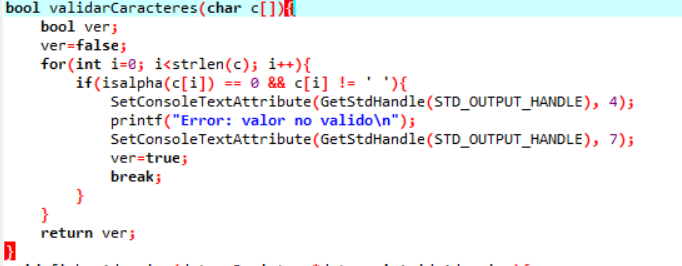 bool validarCaracteres(char c[]){
    bool ver;
    ver=false;
    for(int i=0; i<strlen(c); i++){
        if(isalpha(c[i]) == 0 && c[i] != ' '){
            SetConsoleTextAttribute(GetStdHandle(STD_OUTPUT_HANDLE), 4);
            printf("Error: valor no valido\n");
            SetConsoleTextAttribute(GetStdHandle(STD_OUTPUT_HANDLE), 7);
            ver=true;
            break;
        }
    }
    return ver;
}